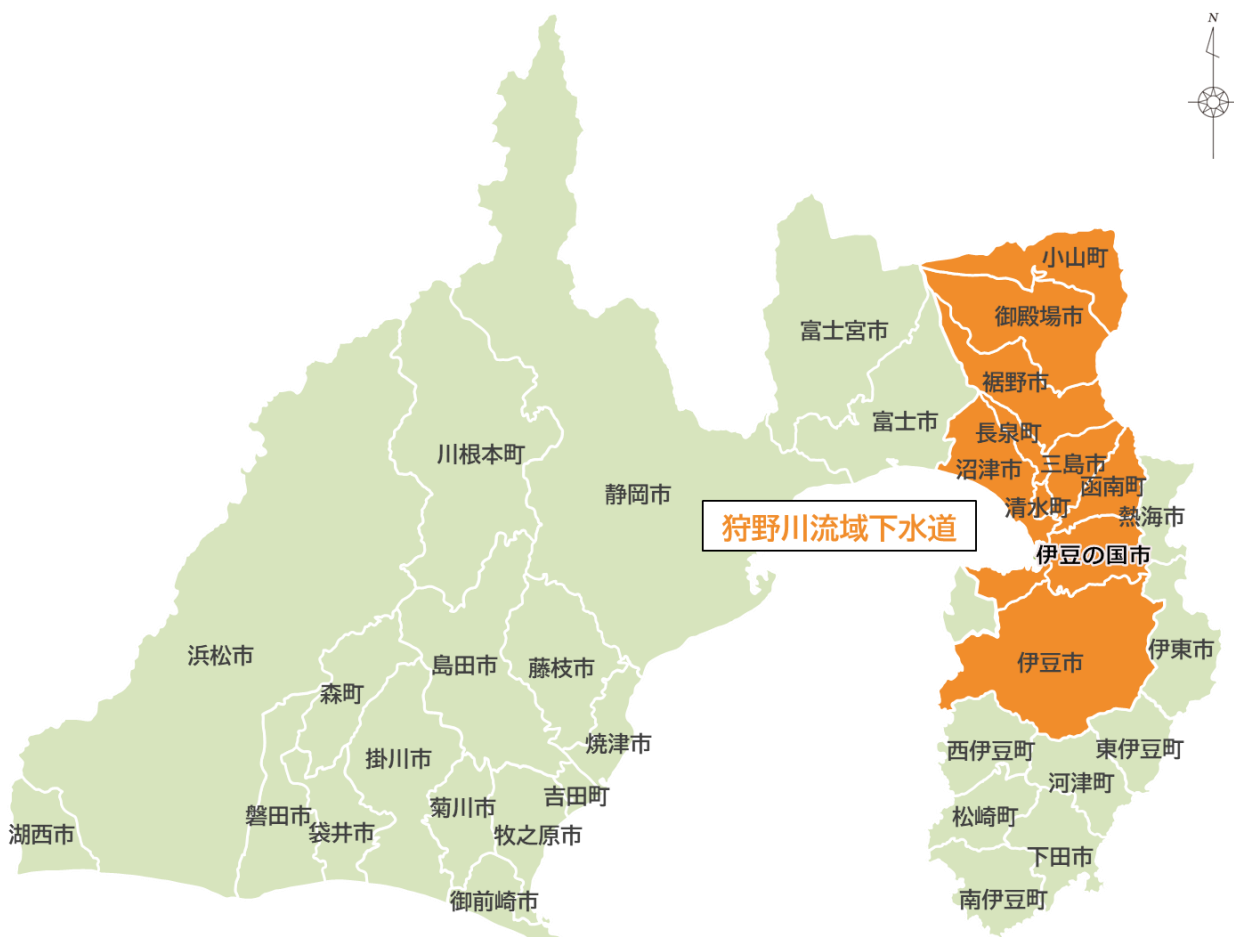 N
小山町
御殿場市
富士宮市
裾野市
富士市
長泉町
川根本町
三島市
沼津市
函南町
静岡市
清水町
熱海市
狩野川流域下水道
伊豆の国市
伊東市
浜松市
伊豆市
島田市
藤枝市
森町
焼津市
西伊豆町
東伊豆町
掛川市
河津町
吉田町
菊川市
磐田市
松崎町
袋井市
牧之原市
湖西市
下田市
御前崎市
南伊豆町